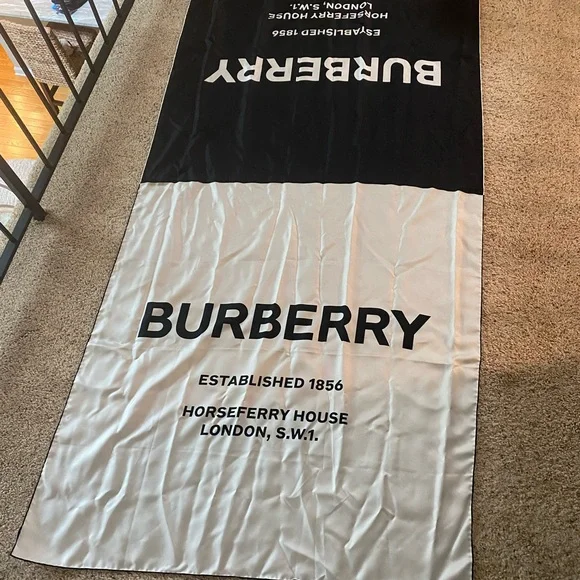 LONDON, S.W.1.
HORSEFERRY HOUSE
ESTABLISHED 1856
BURBERRY
BURBERRY
ESTABLISHED 1856
HORSEFERRY HOUSE
LONDON, S.W.1.